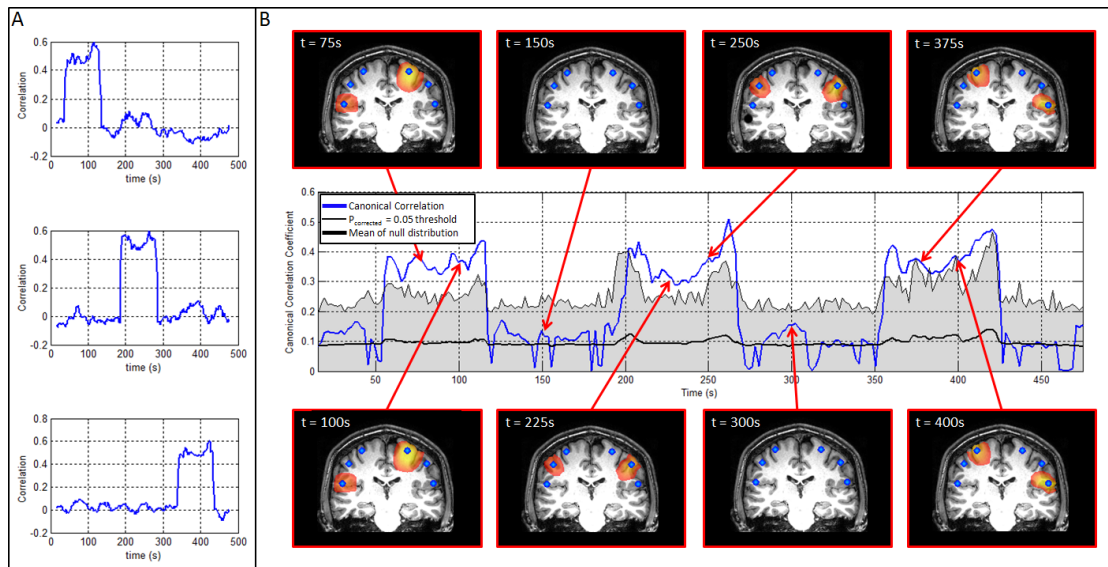 A
0.6
0.4
0.2
0
-0.2
Correlation
0 100 200 300 400 500
time (s)
0.6
0.4
0.2
0
-0.2
Correlation
0 100 200 300 400 500
time (s)
0.8
0.6
0.4
0.2
0
-0.2
Correlation
0 100 200 300 400 500
time (s)
B
t = 75s
t = 150s
t = 250s
t = 375s
0.6
0.5
0.4
0.3
0.2
0.1
0
Canonical Correlation Coefficient
Canonical Correlation
Pcorrected = 0.05 threshold
Mean of null distribution
50 100 150 200 250 300 350 400 450
Time (s)
t = 100s
t = 225s
t = 300s
t = 400s